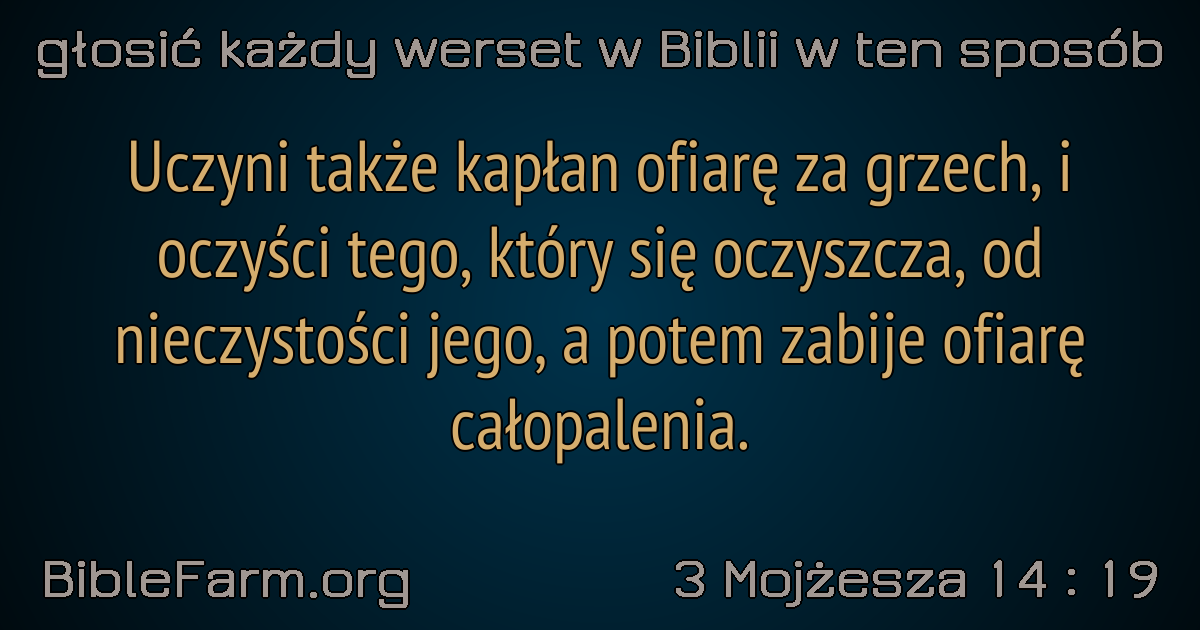 głosić każdy werset w Biblii w ten sposób
Uczyni także kapłan ofiarę za grzech, i
oczyści tego, który się oczyszcza, od
nieczystości jego, a potem zabije ofiarę
całopalenia.
BibleFarm.org
3 Mojżesza 14 : 19